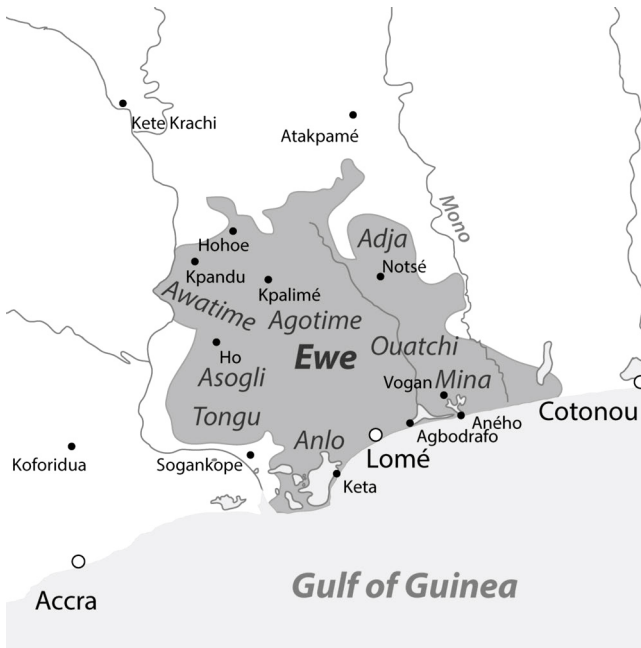 Kete Krachi
Atakpamé
Mono
Adja
Hohoe
Notsé
Kpandu
Kpalimé
Awatime
Agotime
Ouatchi
Ewe
Ho
Asogli
Vogan
Mina
Tongu
Cotonou
Aného
Agbodrafo
Anlo
Lomé
Koforidua
Sogankope
Keta
Gulf of Guinea
Accra